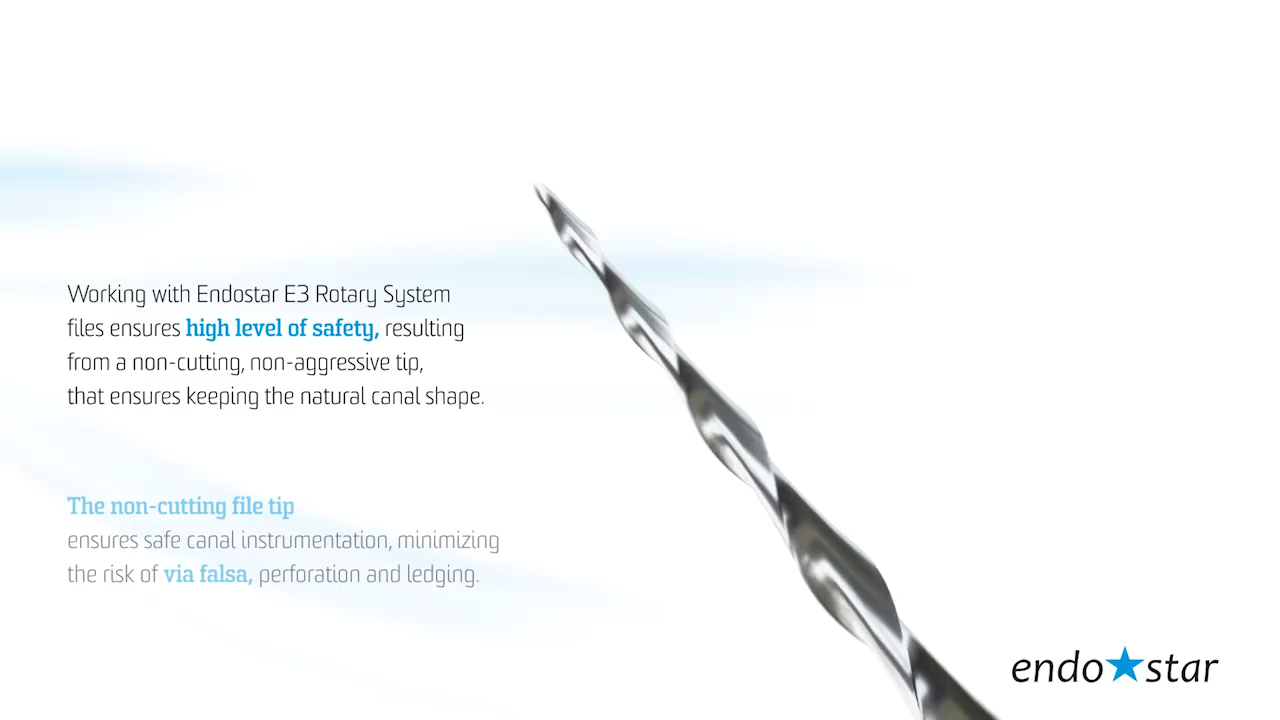 Working with Endostar E3 Rotary System
files ensures high level of safety, resulting
from a non-cutting, non-aggressive tip,
that ensures keeping the natural canal shape.
The non-cutting file tip
ensures safe canal instrumentation, minimizing
the risk of via falsa, perforation and ledging.
endo★star